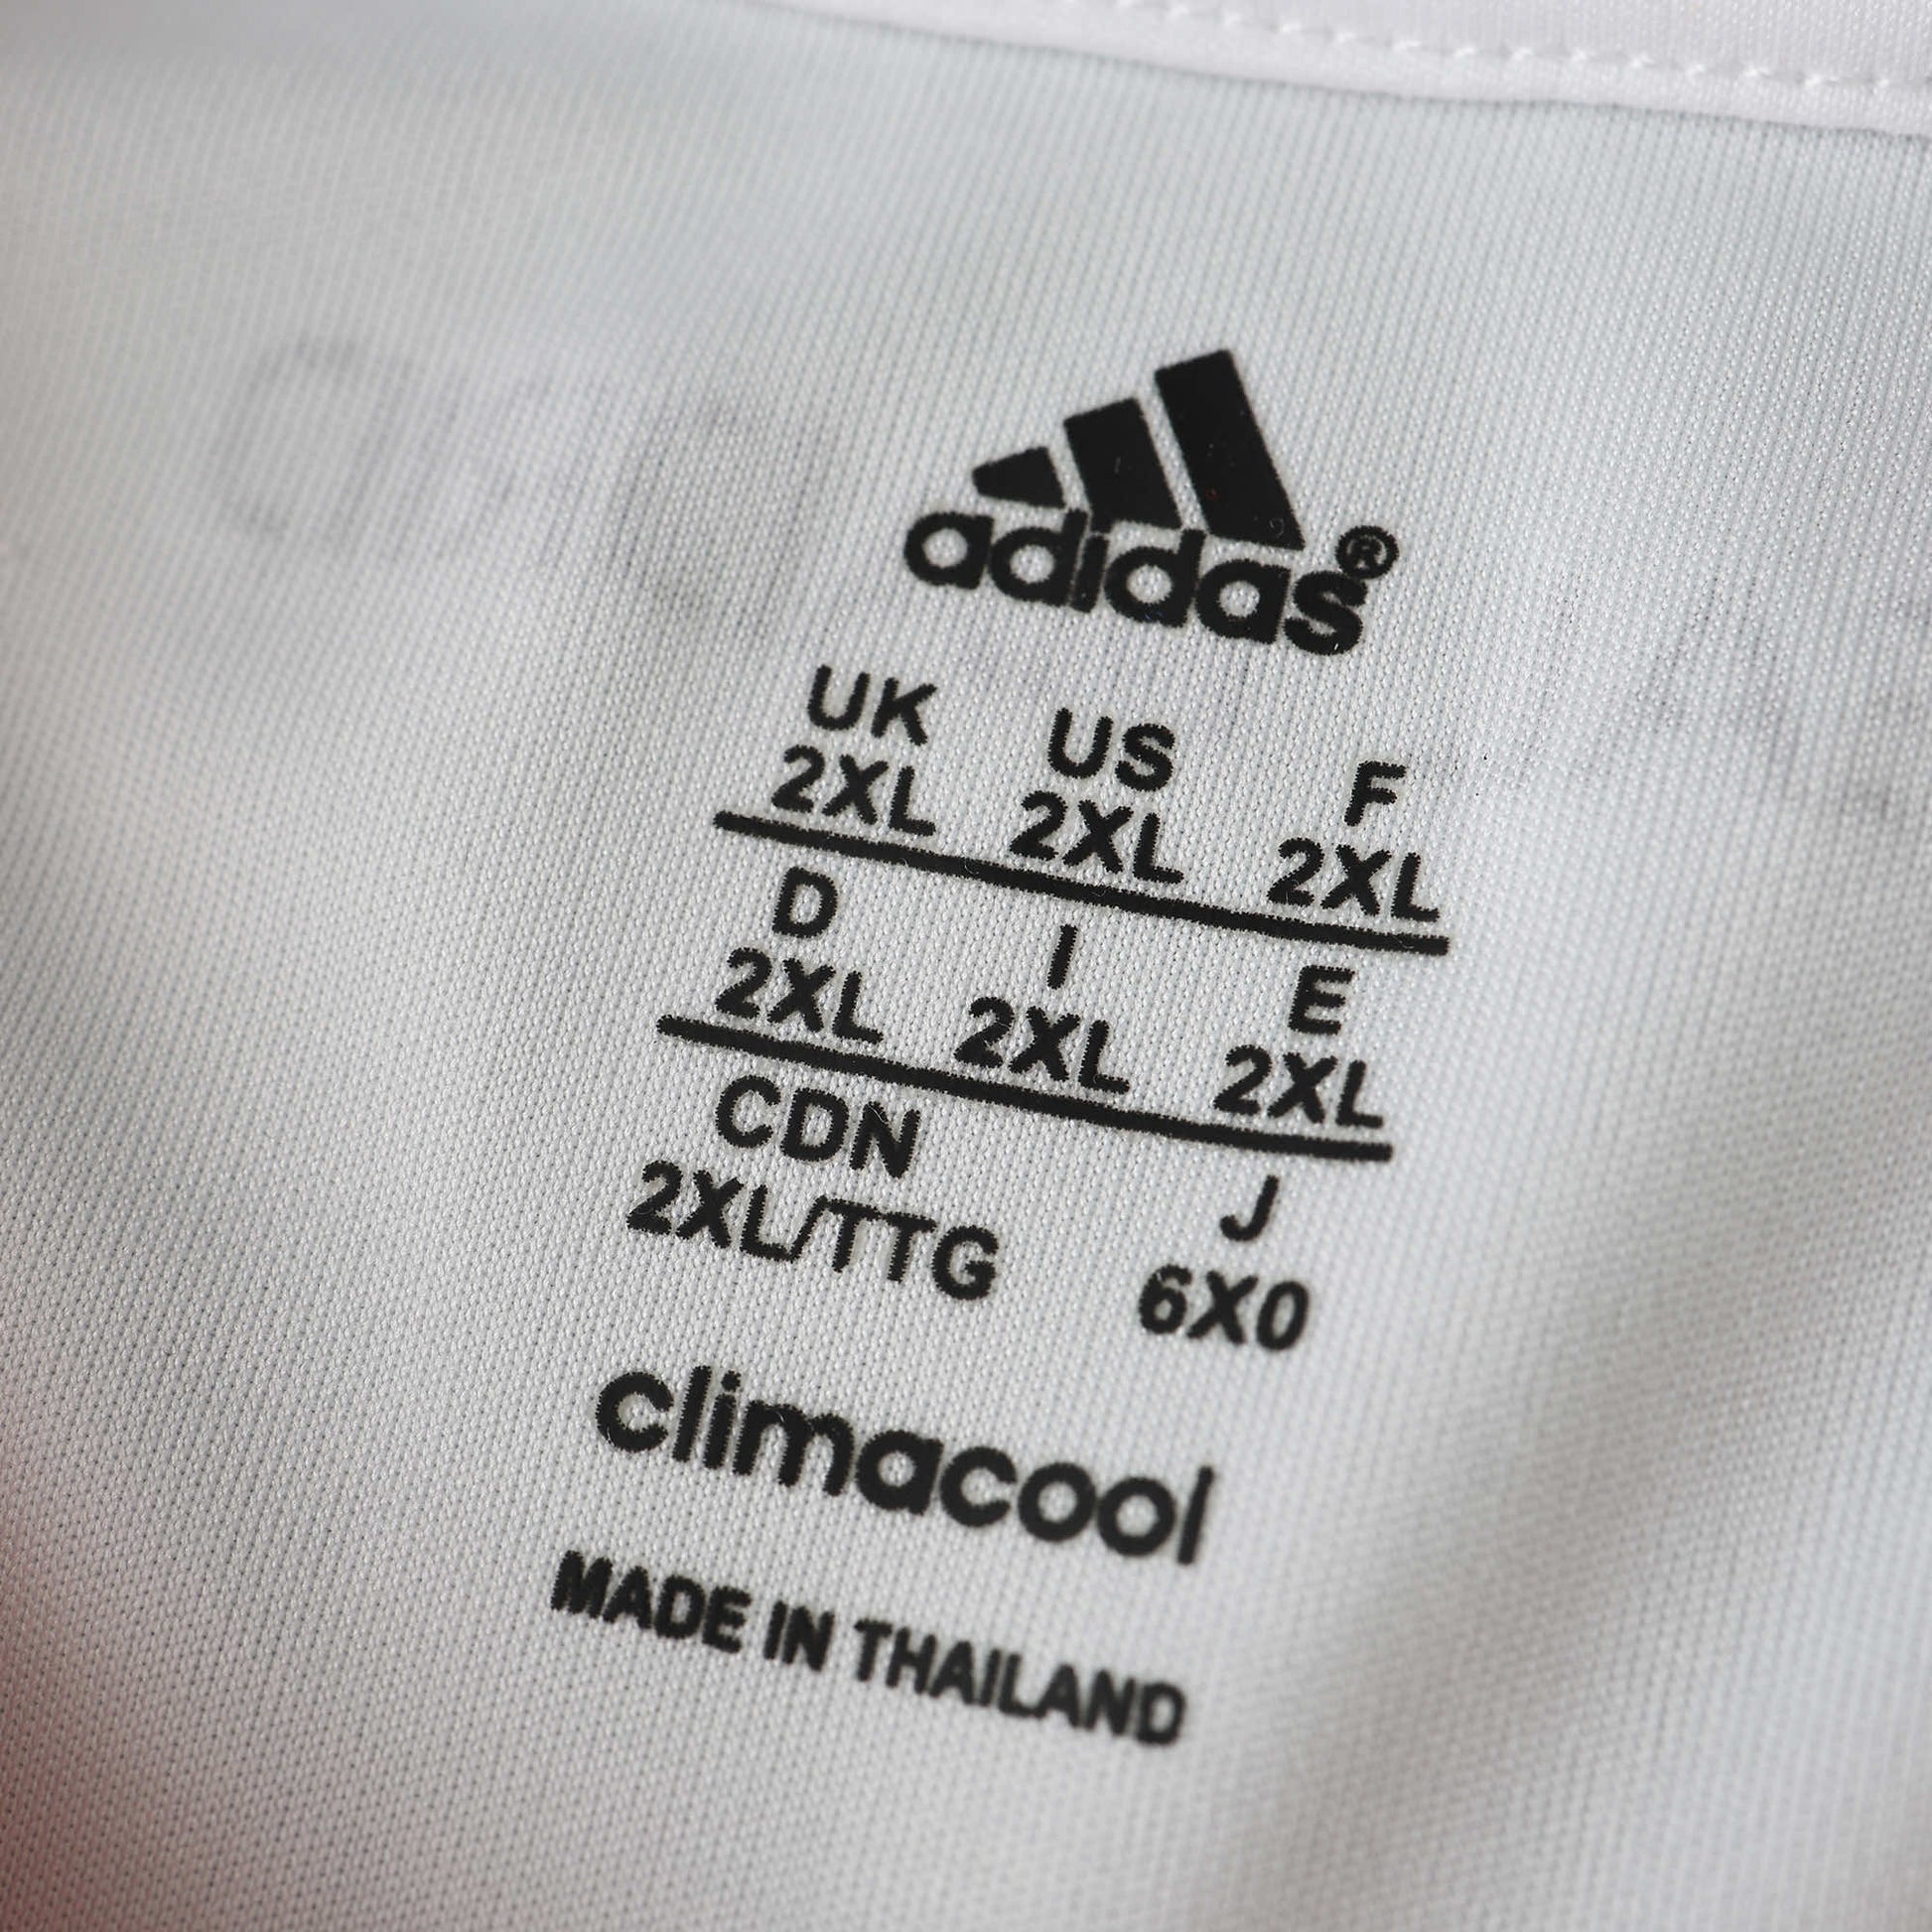 adidas®
UK US F
2XL 2XL 2XL
D I E
2XL 2XL 2XL
CDN J
2XL/TTG 6X0
climacool
MADE IN THAILAND